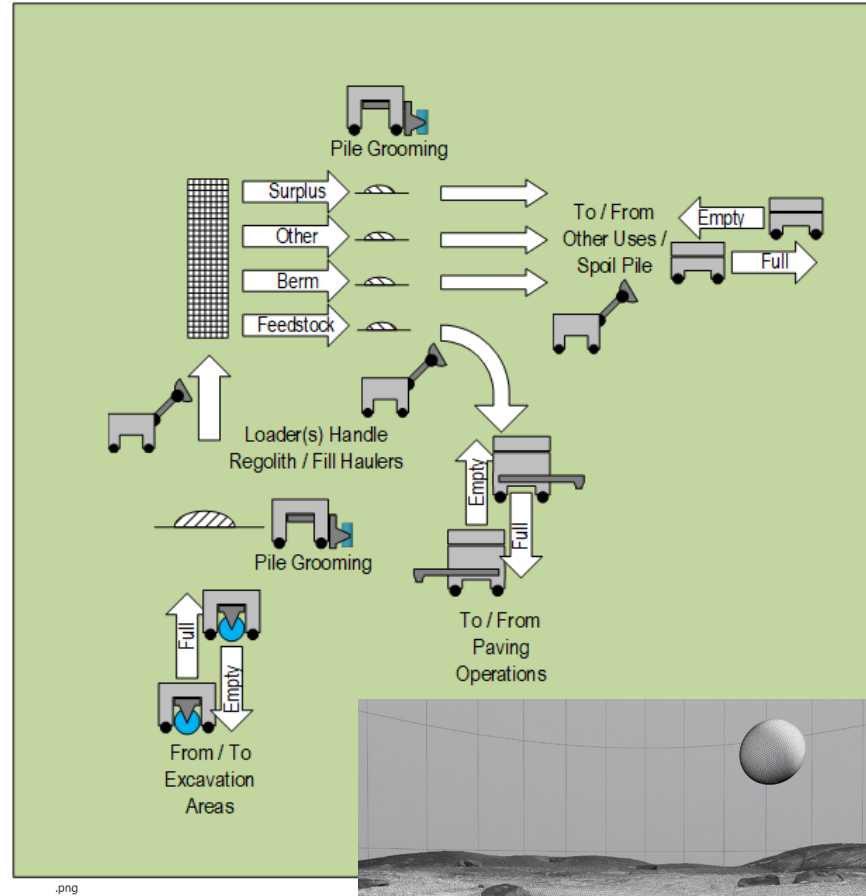 Pile Grooming
Surplus
Other
Berm
Feedstock
To / From
Other Uses /
Spoil Pile
Empty
Full
Loader(s) Handle
Regolith / Fill Haulers
Empty
Full
Pile Grooming
To / From
Paving
Operations
Full
Empty
From / To
Excavation
Areas
.png